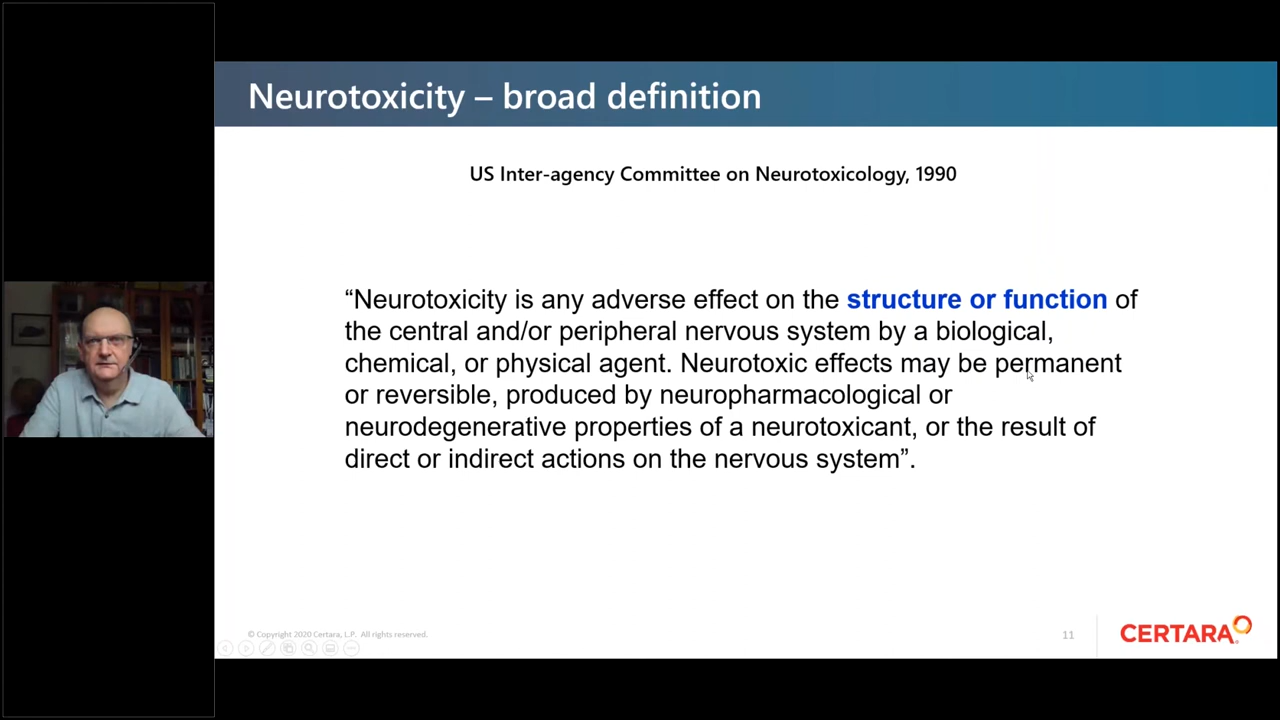 Neurotoxicity – broad definition
US Inter-agency Committee on Neurotoxicology, 1990
“Neurotoxicity is any adverse effect on the structure or function of
the central and/or peripheral nervous system by a biological,
chemical, or physical agent. Neurotoxic effects may be permanent
or reversible, produced by neuropharmacological or
neurodegenerative properties of a neurotoxicant, or the result of
direct or indirect actions on the nervous system”.
© Copyright 2020 Certara, L.P. All rights reserved.
11
CERTARA